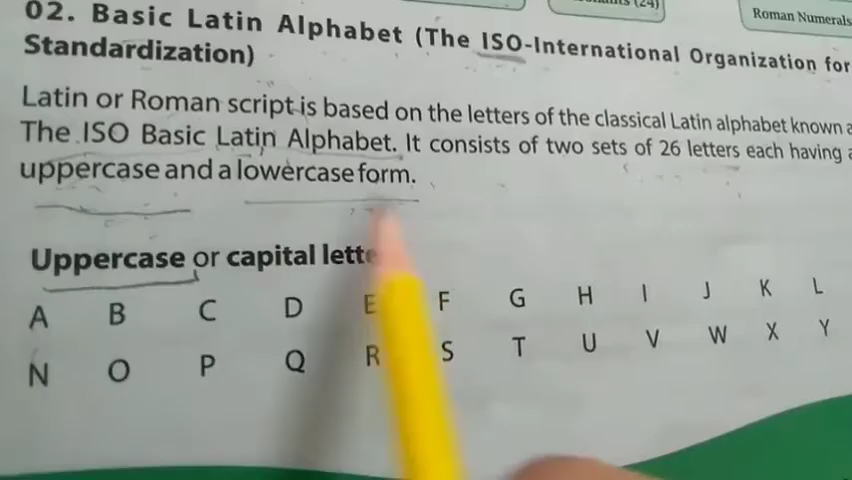 (24)
Roman Numerals
02. Basic Latin Alphabet (The ISO-International Organization for
Standardization)
Latin or Roman script is based on the letters of the classical Latin alphabet known
The ISO Basic Latin Alphabet. It consists of two sets of 26 letters each having
uppercase and a lowercase form.
Uppercase or capital
A B C D E F G H I J K L
N O P Q R S T U V W X Y